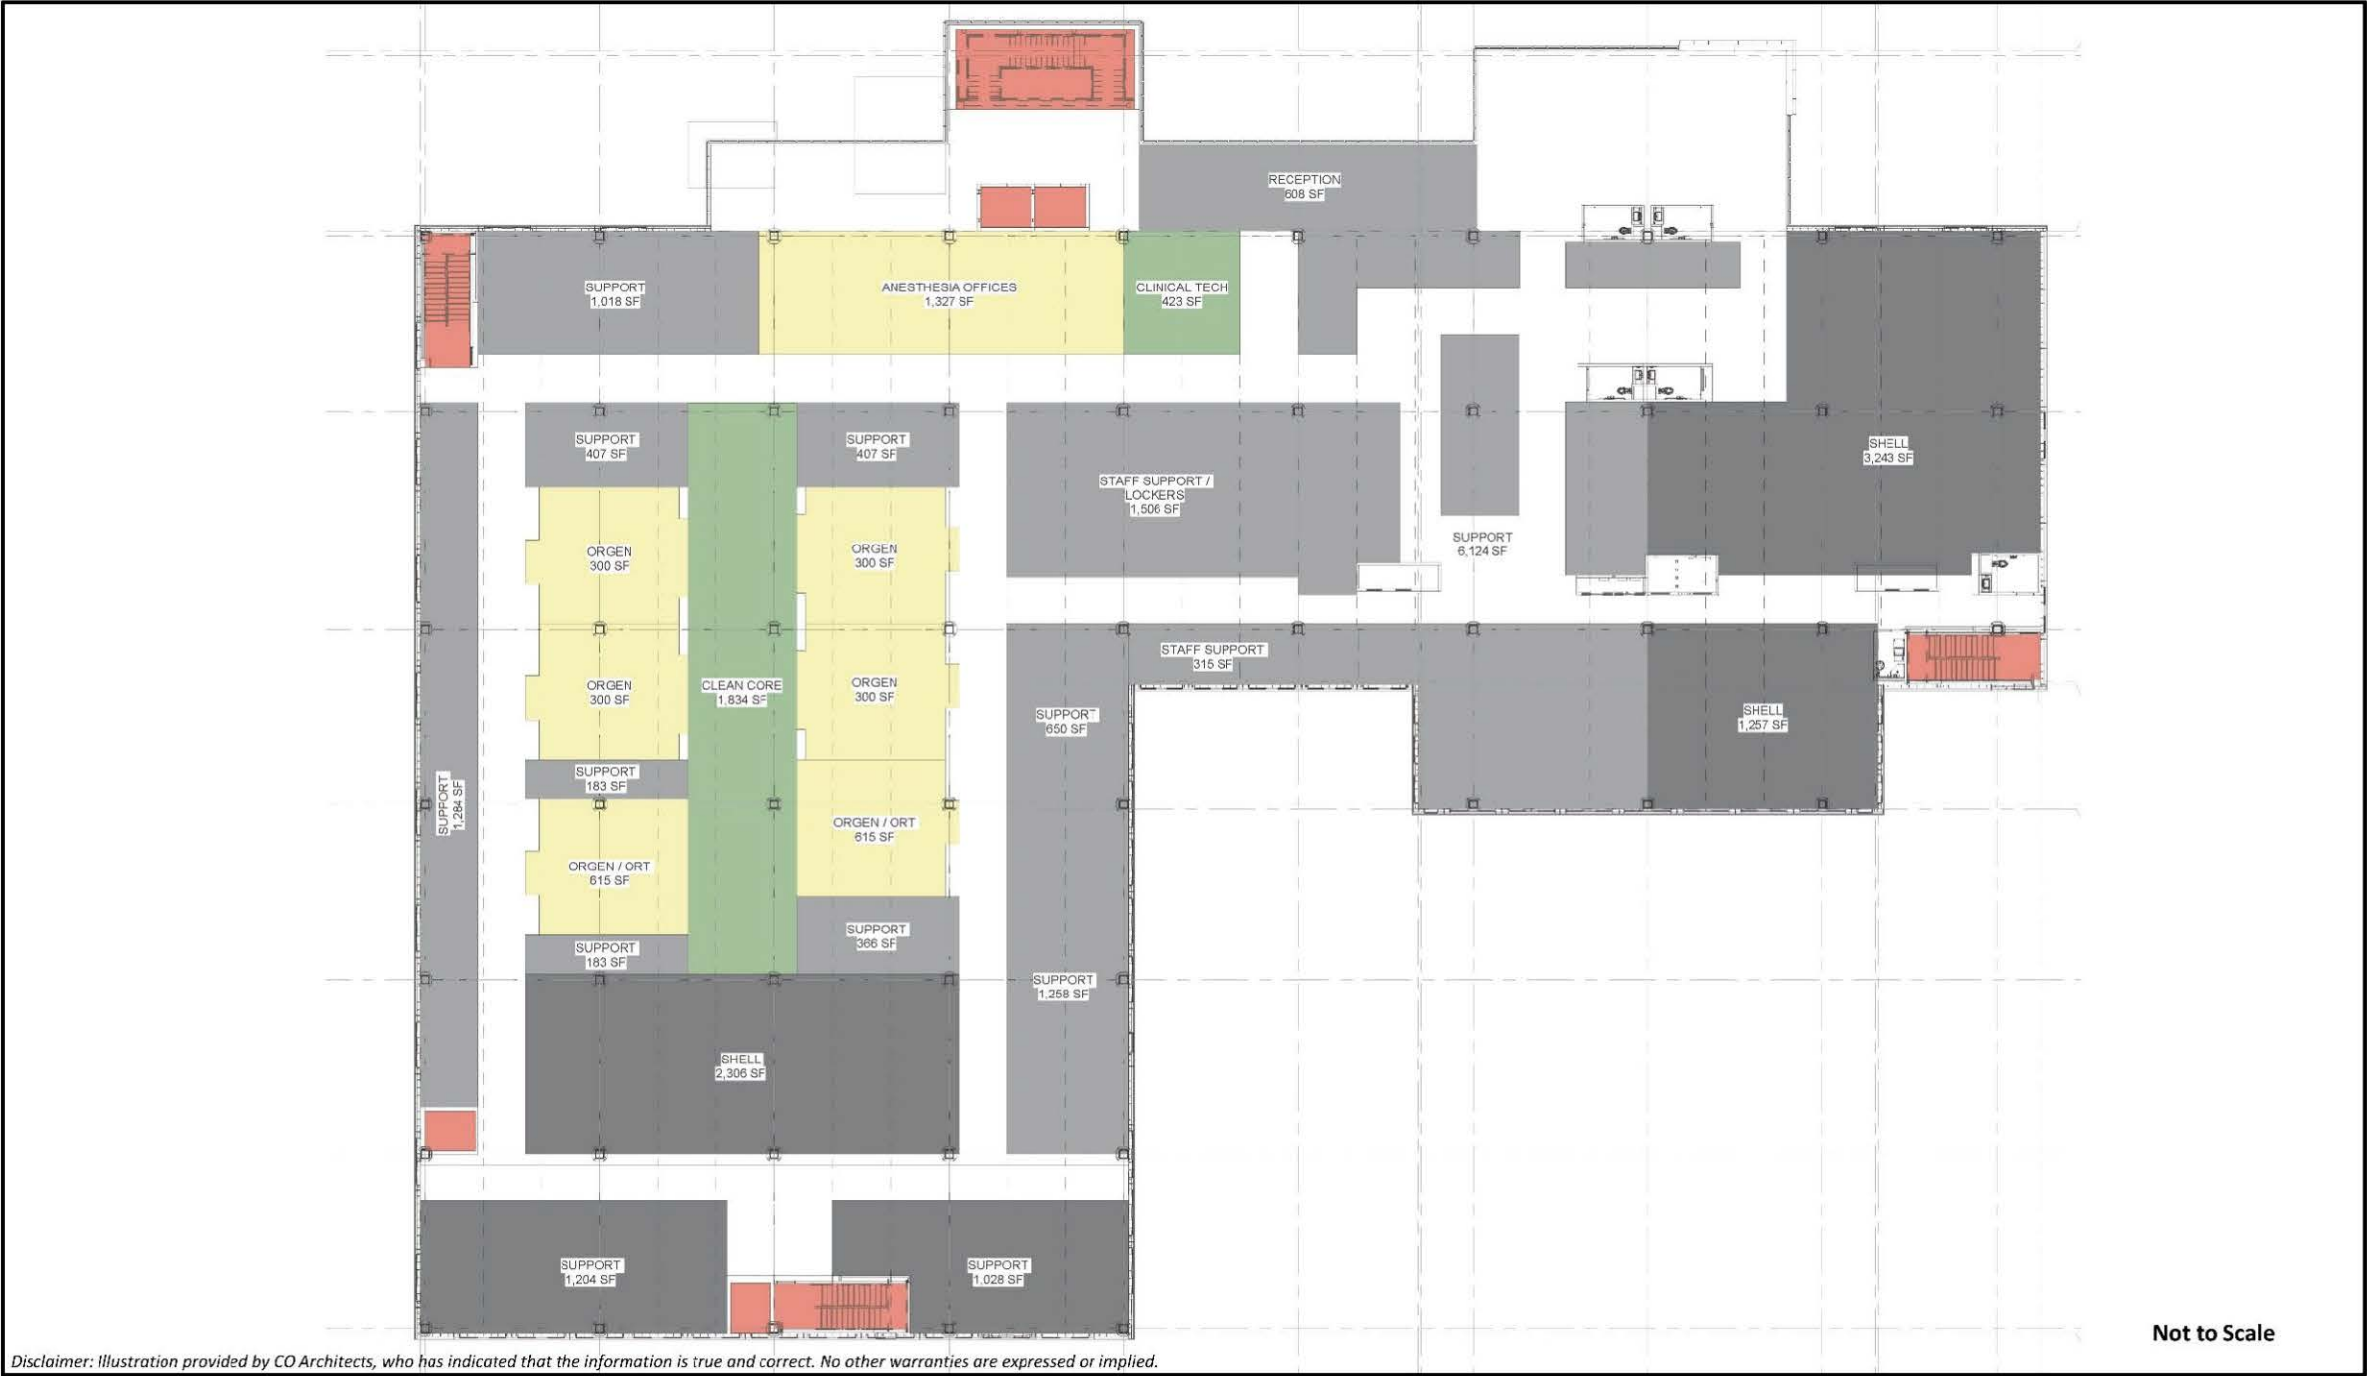 RECEPTION
608 SF
SUPPORT
1,018 SF
ANESTHESIA OFFICES
1,327 SF
CLINICAL TECH
423 SF
SUPPORT
407 SF
SUPPORT
407 SF
SHELL
3,243 SF
STAFF SUPPORT /
LOCKERS
1,506 SF
SUPPORT
6,124 SF
ORGEN
300 SF
ORGEN
300 SF
STAFF SUPPORT
315 SF
ORGEN
300 SF
CLEAN CORE
1,834 SF
ORGEN
300 SF
SUPPORT
650 SF
SHELL
1,257 SF
SUPPORT
183 SF
SUPPORT
1,284 SF
ORGEN / ORT
615 SF
ORGEN / ORT
615 SF
SUPPORT
366 SF
SUPPORT
183 SF
SUPPORT
1,258 SF
SHELL
2,306 SF
SUPPORT
1,204 SF
SUPPORT
1,028 SF
Not to Scale
Disclaimer: Illustration provided by CO Architects, who has indicated that the information is true and correct. No other warranties are expressed or implied.